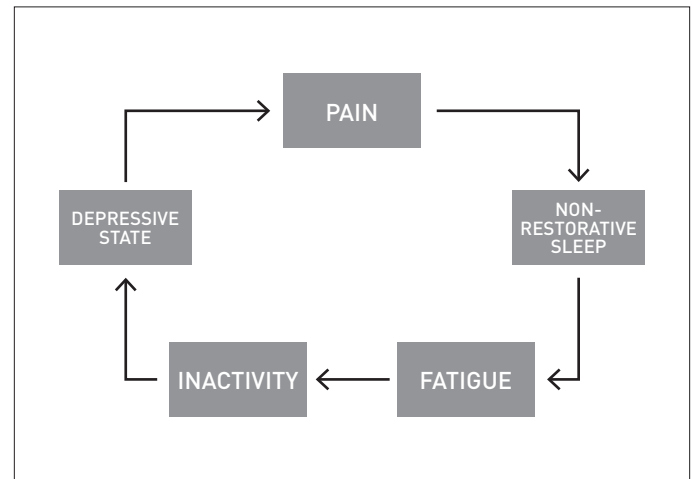 PAIN
NON-
RESTORATIVE
SLEEP
FATIGUE
INACTIVITY
DEPRESSIVE
STATE